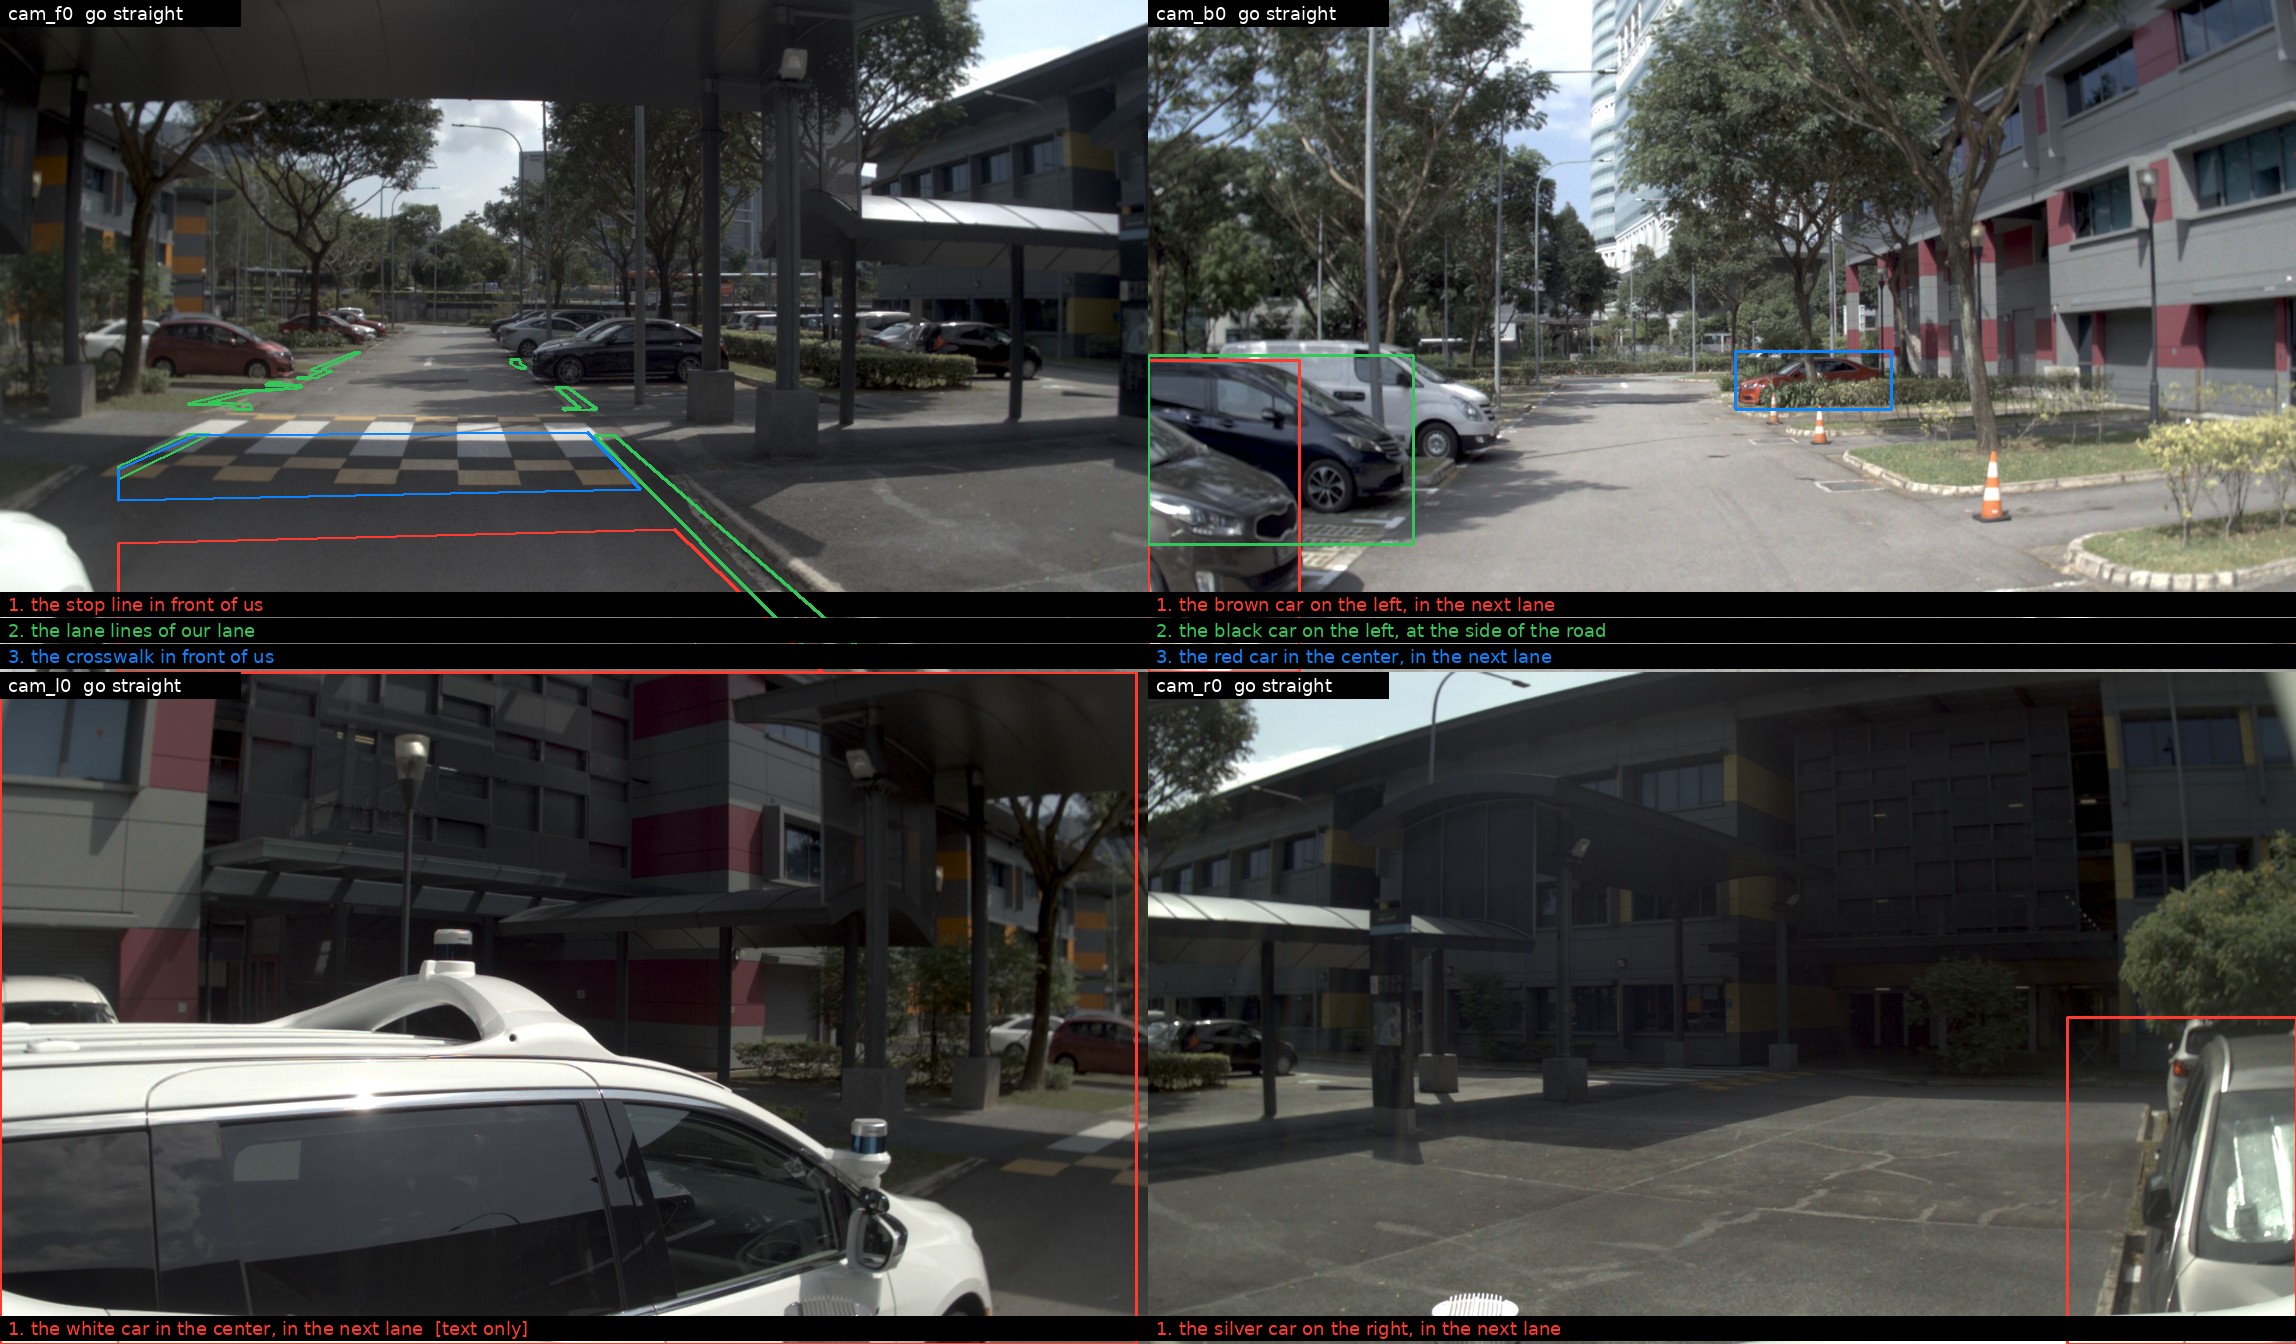 cam_f0 go straight
1. the stop line in front of us
2. the lane lines of our lane
3. the crosswalk in front of us
cam_b0 go straight
1. the brown car on the left, in the next lane
2. the black car on the left, at the side of the road
3. the red car in the center, in the next lane
cam_l0 go straight
1. the white car in the center, in the next lane [text only]
cam_r0 go straight
1. the silver car on the right, in the next lane